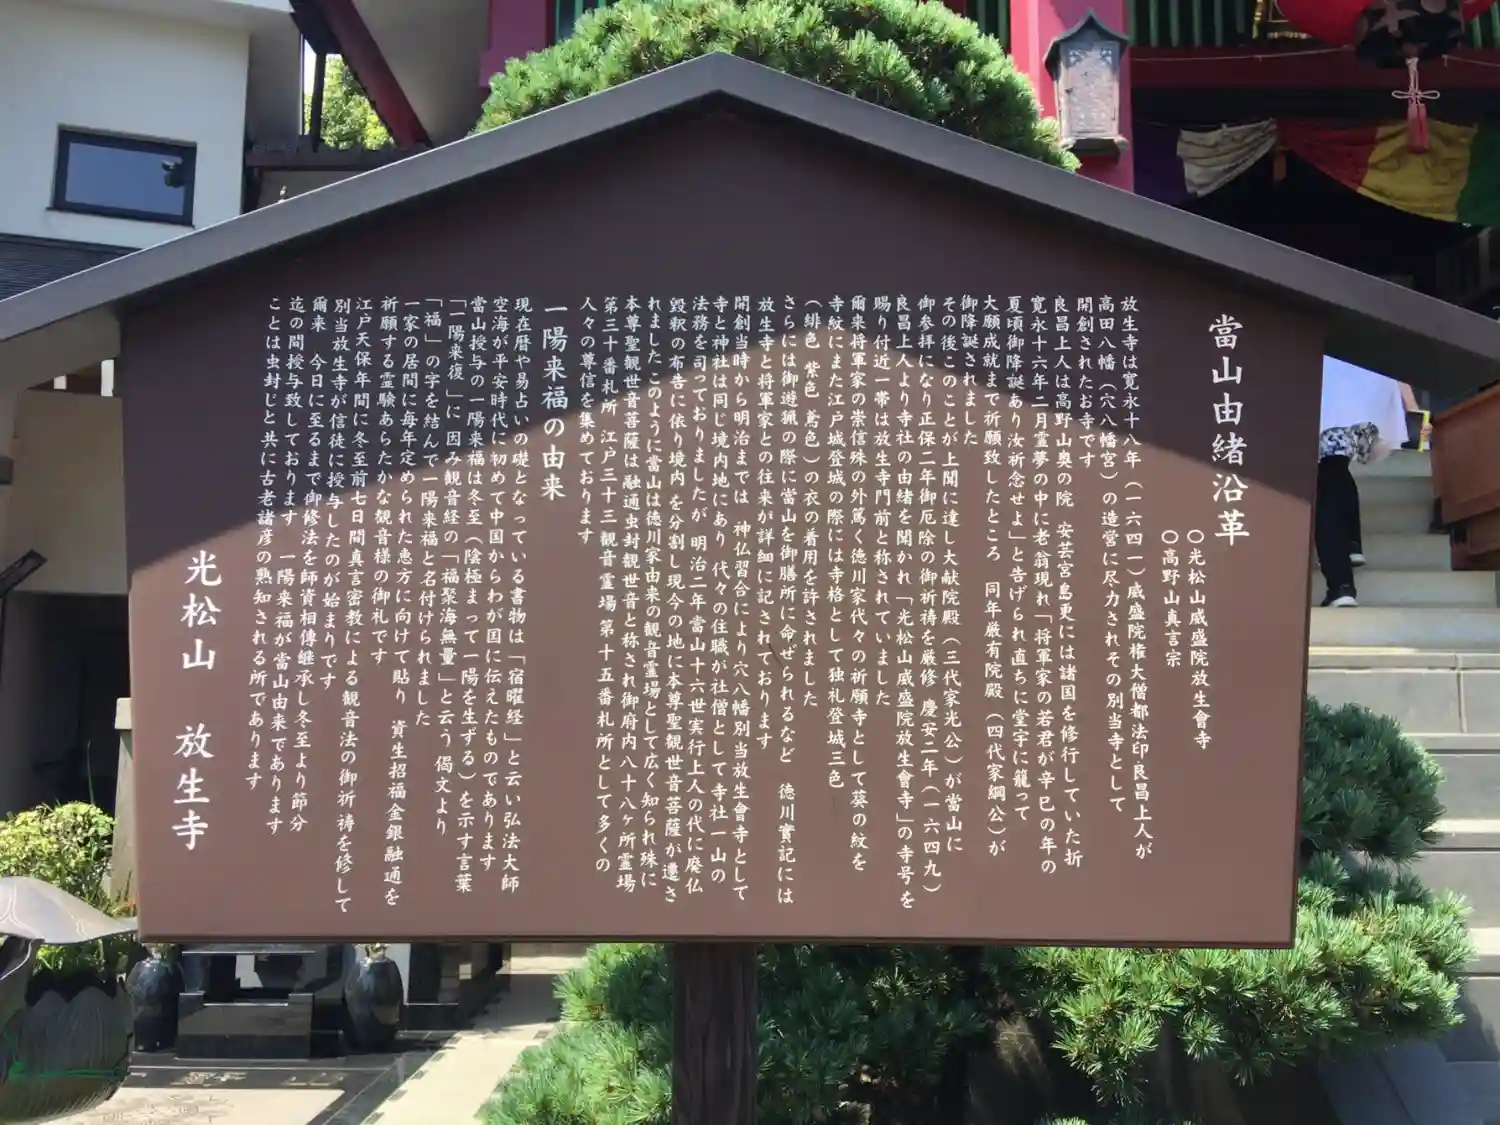 當山由緒沿革
〇光松山威盛院放生會寺
〇高野山真言宗
放生寺は寛永十八年（一六四一）威盛院権大僧都法印良昌上人が
高田八幡（穴八幡宮）の造営に尽力されその別当寺として
開創されたお寺です
良昌上人は高野山奥の院　安芸宮島更には諸国を修行していた折
寛永十六年二月霊夢の中に老翁現れ「将軍家の若君が辛巳の年の
夏頃御降誕あり汝祈念せよ」と告げられ直ちに堂宇に籠って
大願成就まで祈願致したところ　同年厳有院殿（四代家綱公）が
御降誕されました
その後このことが上聞に達し大猷院殿（三代家光公）が當山に
御参拝になり正保二年御厄除の御祈祷を厳修 慶安二年（一六四九）
良昌上人より寺社の由緒を聞かれ「光松山威盛院放生會寺」の寺号を
賜り付近一帯は放生寺門前と称されていました
爾来将軍家の崇信殊の外篤く徳川家代々の祈願寺として葵の紋を
寺紋にまた江戸城登城の際には寺格として独礼登城三色
（緋色 紫色 鳶色）の衣の着用を許されました
さらには御遊猟の際に當山を御膳所に命ぜられるなど　徳川實記には
放生寺と将軍家との往来が詳細に記されております
開創当時から明治までは　神仏習合により穴八幡別当放生會寺として
寺と神社は同じ境内地にあり　代々の住職が社僧として寺社一山の
法務を司っておりましたが 明治二年當山十六世実行上人の代に廃仏
毀釈の布告に依り境内を分割し現今の地に本尊聖観世音菩薩が遷さ
れました このように當山は徳川家由来の観音霊場として広く知られ殊に
本尊聖観世音菩薩は融通虫封観世音と称され御府内八十八ヶ所霊場
第三十番札所　江戸三十三観音霊場第十五番札所として多くの
人々の尊信を集めております
一陽来福の由来
現在暦や易占いの礎となっている書物は「宿曜経」と云い弘法大師
空海が平安時代に初めて中国からわが国に伝えたものであります
當山授与の一陽来福は冬至（陰極まって一陽を生ずる）を示す言葉
「一陽来復」に因み観音経の「福聚海無量」と云う偈文より
「福」の字を結んで一陽来福と名付けられました
一家の居間に毎年定められた恵方に向けて貼り　資生招福金銀融通を
祈願する霊験あらたかな観音様の御札です
江戸天保年間に冬至前七日間真言密教による観音法の御祈祷を修して
別当放生寺が信徒に授与したのが始まりです
爾来　今日に至るまで御修法を師資相傳継承し冬至より節分
迄の間授与致しております　一陽来福が當山由来であります
ことは虫封じと共に古老諸彦の熟知される所であります
光松山　放生寺